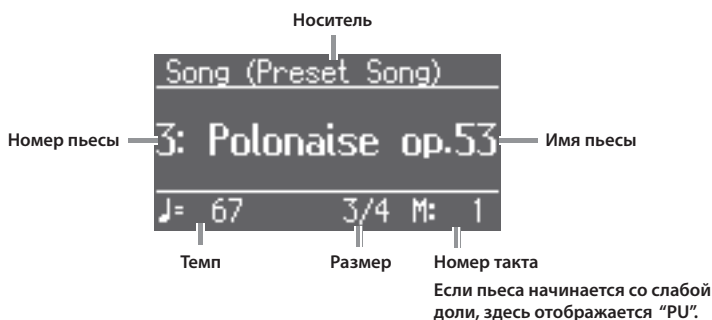 Носитель
Song (Preset Song)
Номер пьесы
3: Polonaise op.53
Имя пьесы
♩= 67 3/4 M: 1
Темп
Размер
Номер такта
Если пьеса начинается со слабой
доли, здесь отображается “PU”.